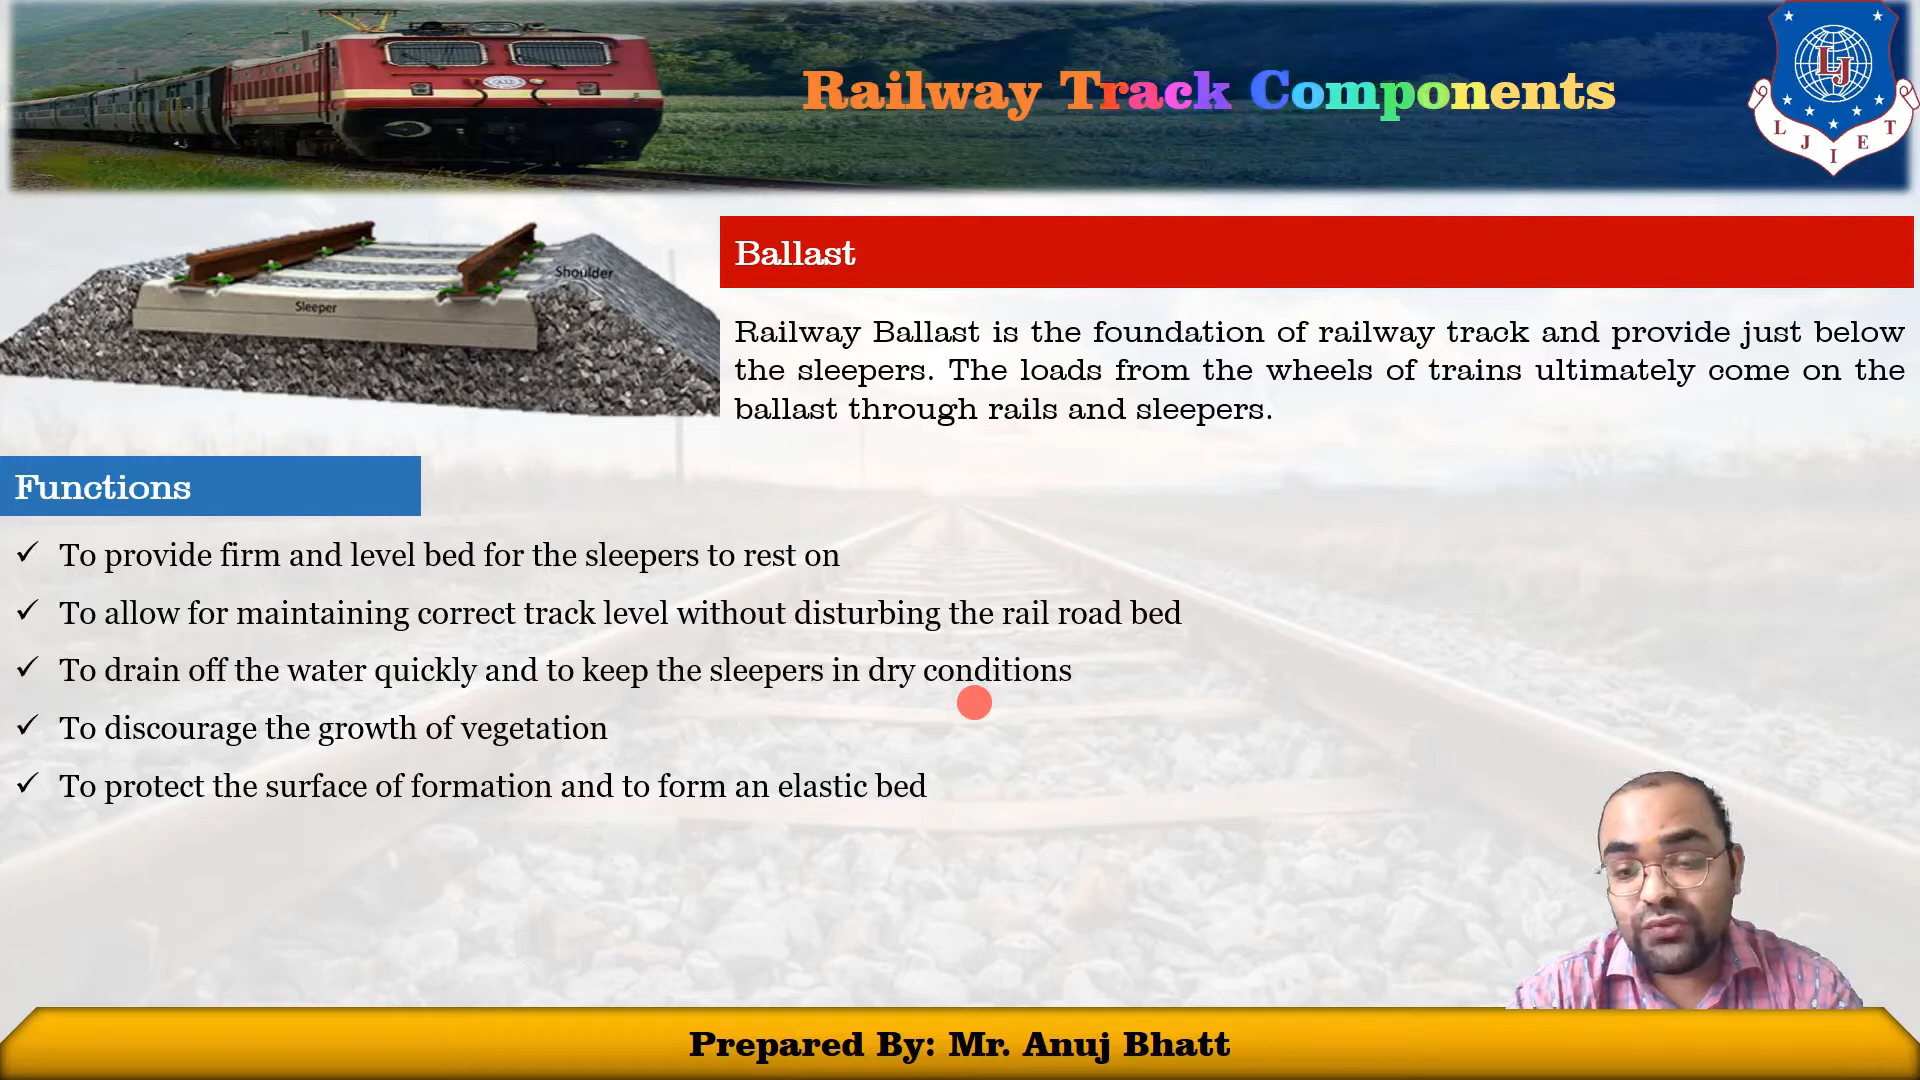 Railway Track Components
LJ
L J I E T
Shoulder
Sleeper
Ballast
Railway Ballast is the foundation of railway track and provide just below
the sleepers. The loads from the wheels of trains ultimately come on the
ballast through rails and sleepers.
Functions
✓ To provide firm and level bed for the sleepers to rest on
✓ To allow for maintaining correct track level without disturbing the rail road bed
✓ To drain off the water quickly and to keep the sleepers in dry conditions
✓ To discourage the growth of vegetation
✓ To protect the surface of formation and to form an elastic bed
Prepared By: Mr. Anuj Bhatt